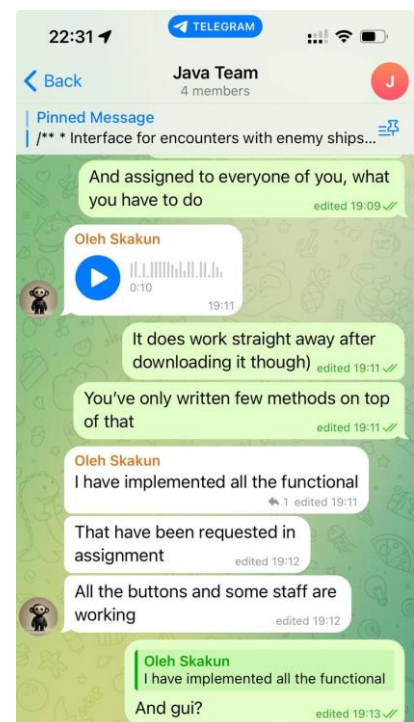 22:31
TELEGRAM
Back
Java Team
4 members
J
Pinned Message
/** * Interface for encounters with enemy ships...
And assigned to everyone of you, what
you have to do
edited 19:09
Oleh Skakun
0:10
19:11
It does work straight away after
downloading it though)
edited 19:11
You've only written few methods on top
of that
edited 19:11
Oleh Skakun
I have implemented all the functional
1 edited 19:11
That have been requested in
assignment
edited 19:12
All the buttons and some staff are
working
edited 19:12
Oleh Skakun
I have implemented all the functional
And gui?
edited 19:13